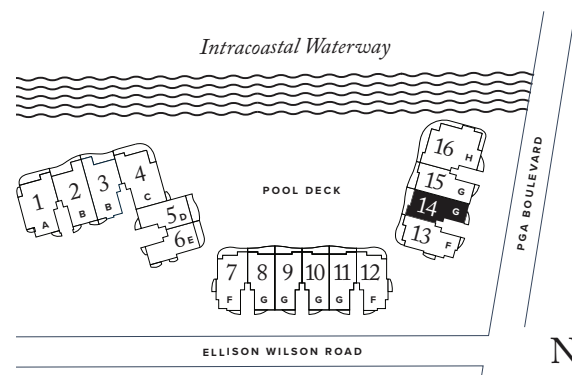 Intracoastal Waterway
16 H
15 G
14 G
13 F
PGA BOULEVARD
POOL DECK
1 A
2 B
3 B
4 C
5 D
6 E
7 F
8 G
9 G
10 G
11 G
12 F
ELLISON WILSON ROAD
N